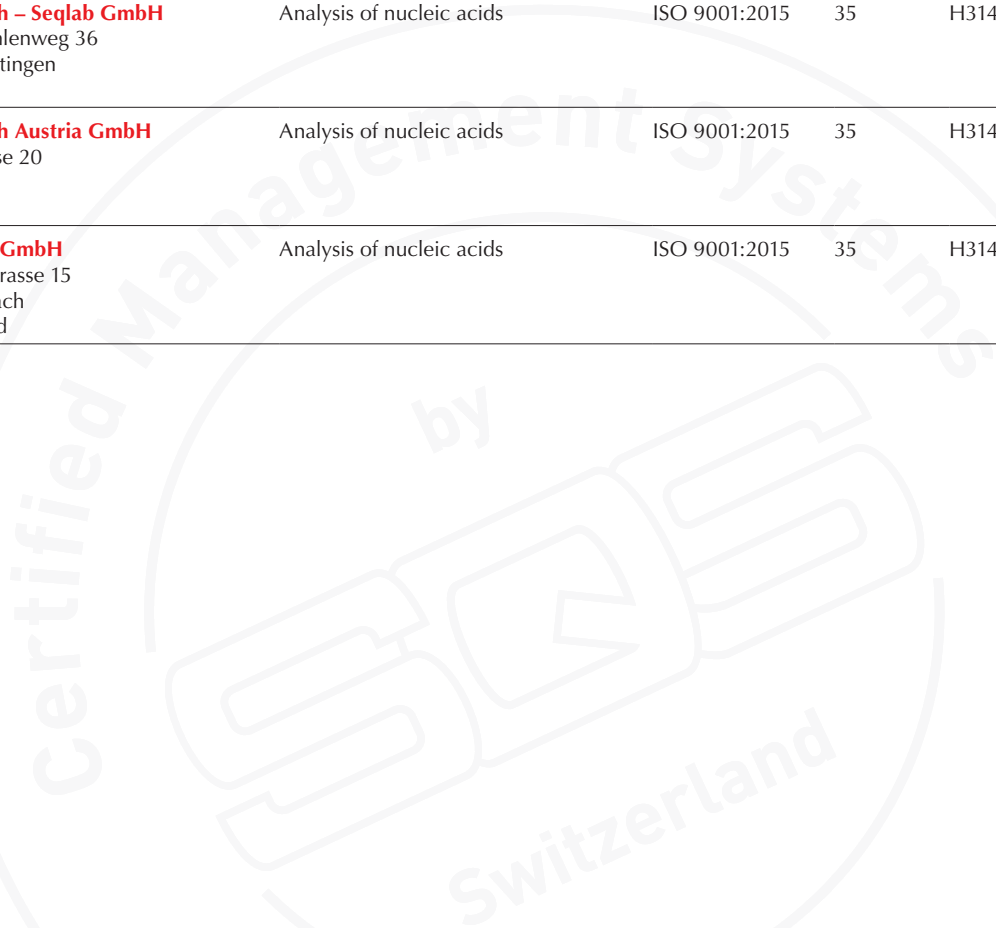 h – Seqlab GmbH Analysis of nucleic acids ISO 9001:2015 35 H314
lenweg 36
tingen
h Austria GmbH Analysis of nucleic acids ISO 9001:2015 35 H314
se 20
GmbH Analysis of nucleic acids ISO 9001:2015 35 H314
rasse 15
ach
d
Certified Management Systems
by
SQS
Switzerland